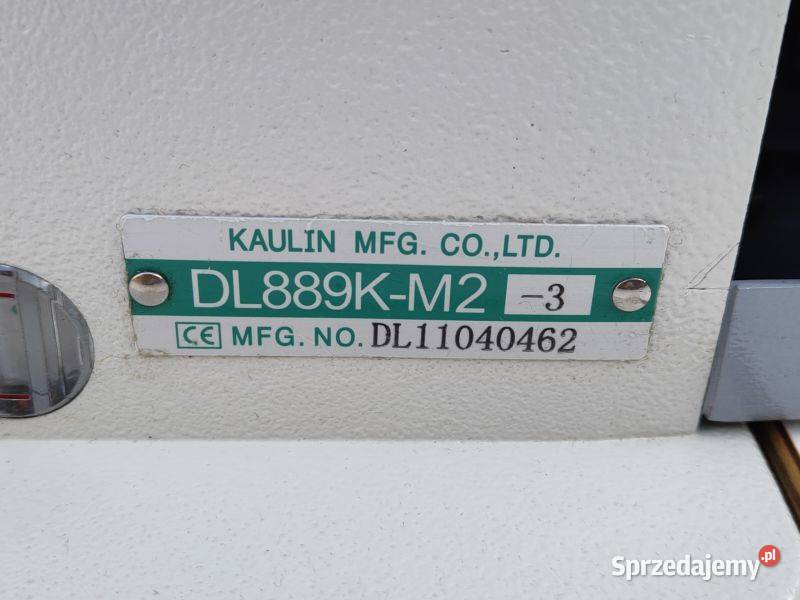 KAULIN MFG. CO.,LTD.
DL889K-M2 -3
CE MFG. NO. DL11040462
Sprzedajemy.pl